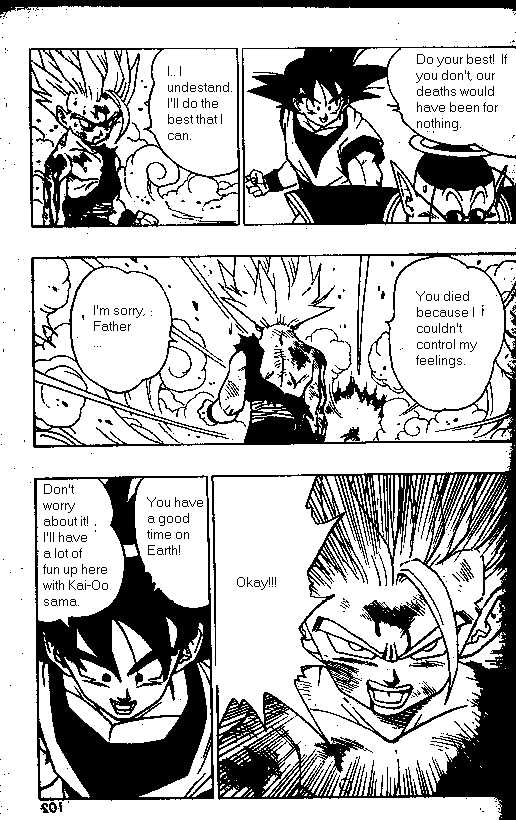 I.. I
undestand.
I'll do the
best that I
can.
Do your best! If
you don't, our
deaths would
have been for
nothing.
I'm sorry,
Father
...
You died
because I
couldn't
control my
feelings.
Don't
worry
about it!
I'll have
a lot of
fun up here
with Kai-Oo
sama.
You have
a good
time on
Earth!
Okay!!!
102